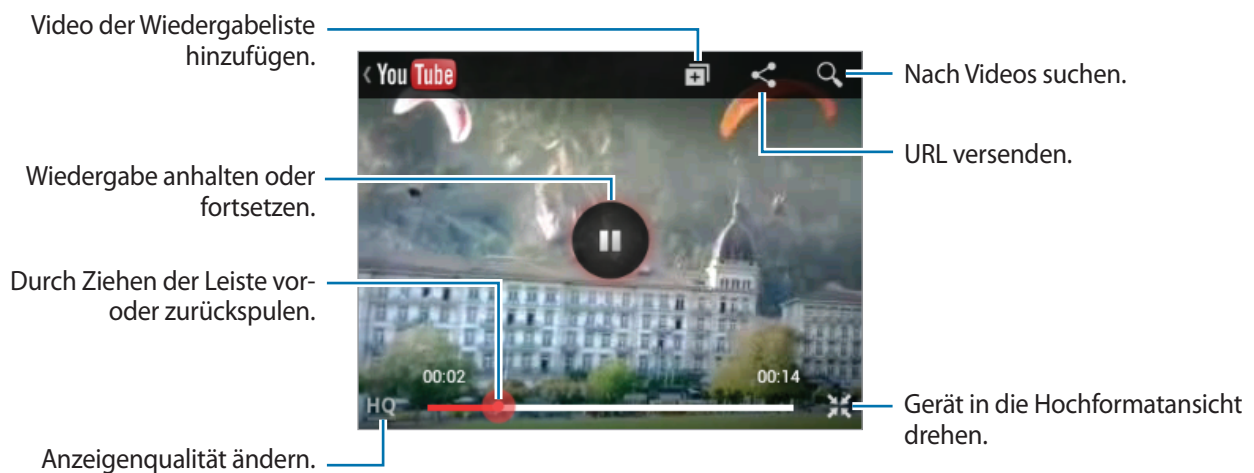 Video der Wiedergabeliste
hinzufügen.
‹ You Tube
Nach Videos suchen.
URL versenden.
Wiedergabe anhalten oder
fortsetzen.
Durch Ziehen der Leiste vor-
oder zurückspulen.
00:02
00:14
HQ
Gerät in die Hochformatansicht
drehen.
Anzeigenqualität ändern.